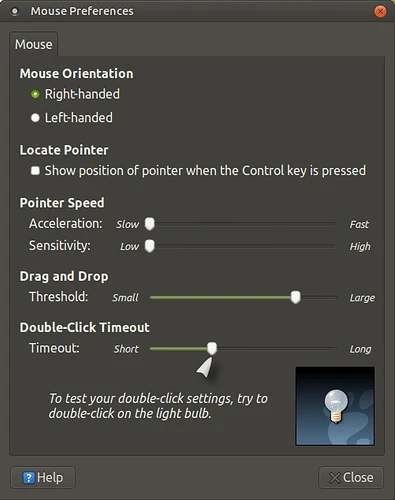 Mouse Preferences
Mouse
Mouse Orientation
Right-handed
Left-handed
Locate Pointer
Show position of pointer when the Control key is pressed
Pointer Speed
Acceleration: Slow Fast
Sensitivity: Low High
Drag and Drop
Threshold: Small Large
Double-Click Timeout
Timeout: Short Long
To test your double-click settings, try to
double-click on the light bulb.
? Help
Close